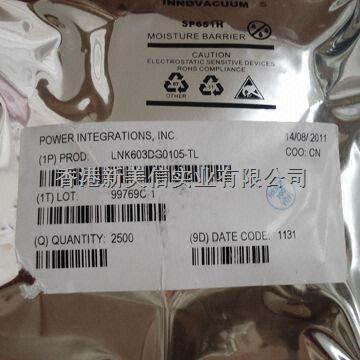 INNOVACUUM
SP651H
MOISTURE BARRIER
CAUTION
ELECTROSTATIC SENSITIVE DEVICES
ROHS COMPLIANCE
POWER INTEGRATIONS, INC. 14/08/2011
(1P) PROD: LNK603DG0105-TL COO: CN
香港新美信实业有限公司
(1T) LOT: 99769C-1
(Q) QUANTITY: 2500 (9D) DATE CODE: 1131